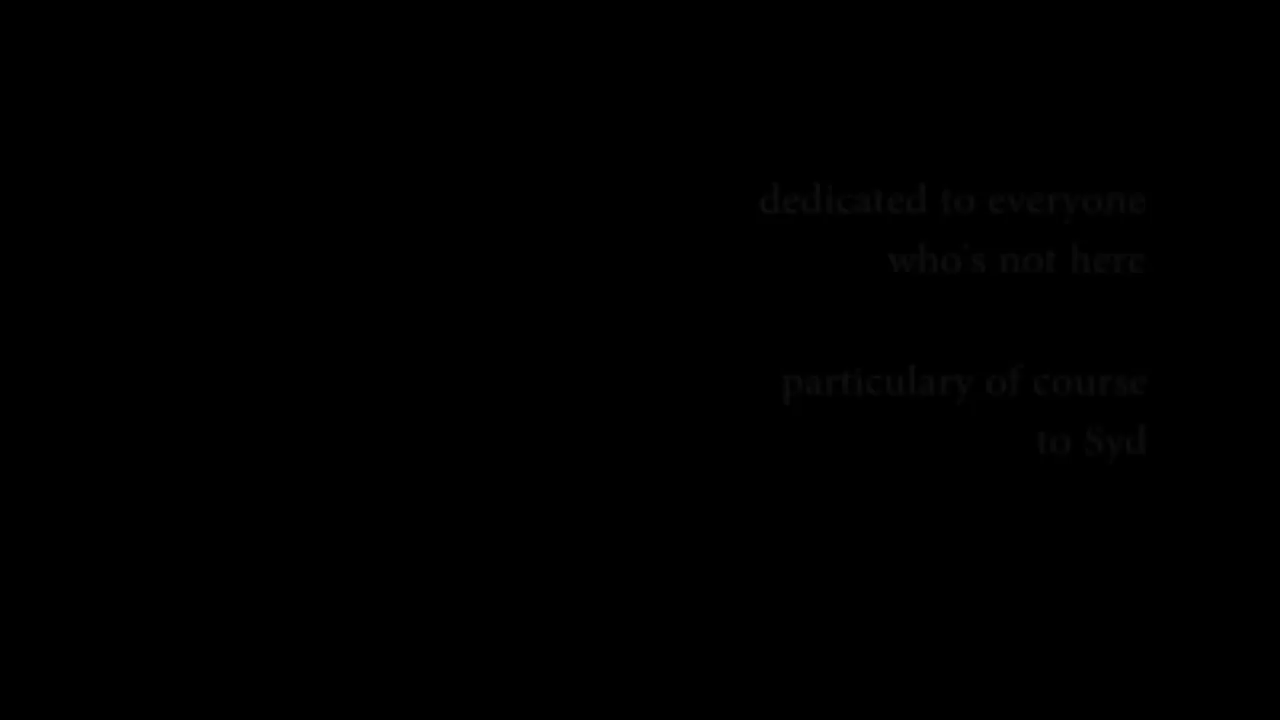 dedicated to everyone
who's not here
particulary of course
to Syd